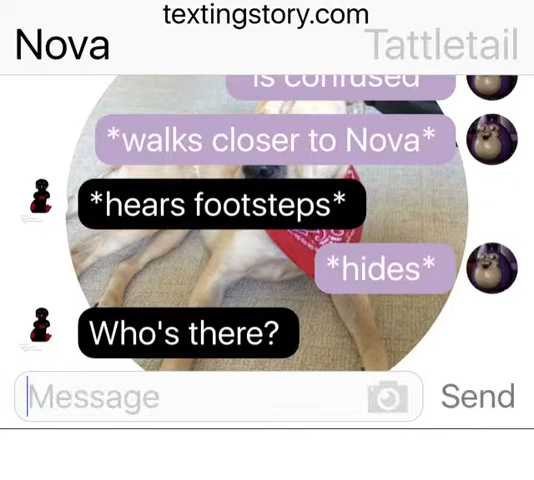 textingstory.com
Nova
Tattletail
is confused
*walks closer to Nova*
*hears footsteps*
*hides*
Who's there?
Message
Send